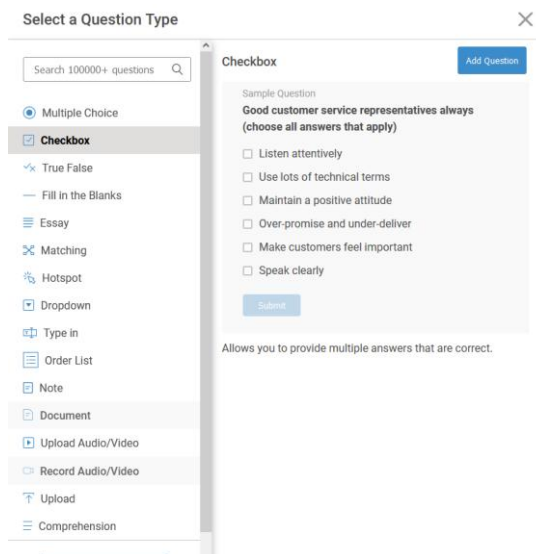 Select a Question Type
Search 100000+ questions
Multiple Choice
Checkbox
True False
Fill in the Blanks
Essay
Matching
Hotspot
Dropdown
Type in
Order List
Note
Document
Upload Audio/Video
Record Audio/Video
Upload
Comprehension
Checkbox
Add Question
Sample Question
Good customer service representatives always
(choose all answers that apply)
Listen attentively
Use lots of technical terms
Maintain a positive attitude
Over-promise and under-deliver
Make customers feel important
Speak clearly
Submit
Allows you to provide multiple answers that are correct.